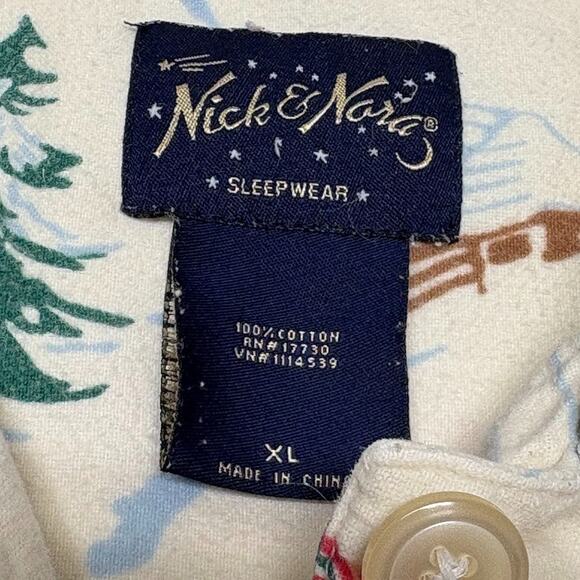 Nick & Nora®
SLEEPWEAR
100% COTTON
RN# 17730
VN# 1114539
XL
MADE IN CHINA